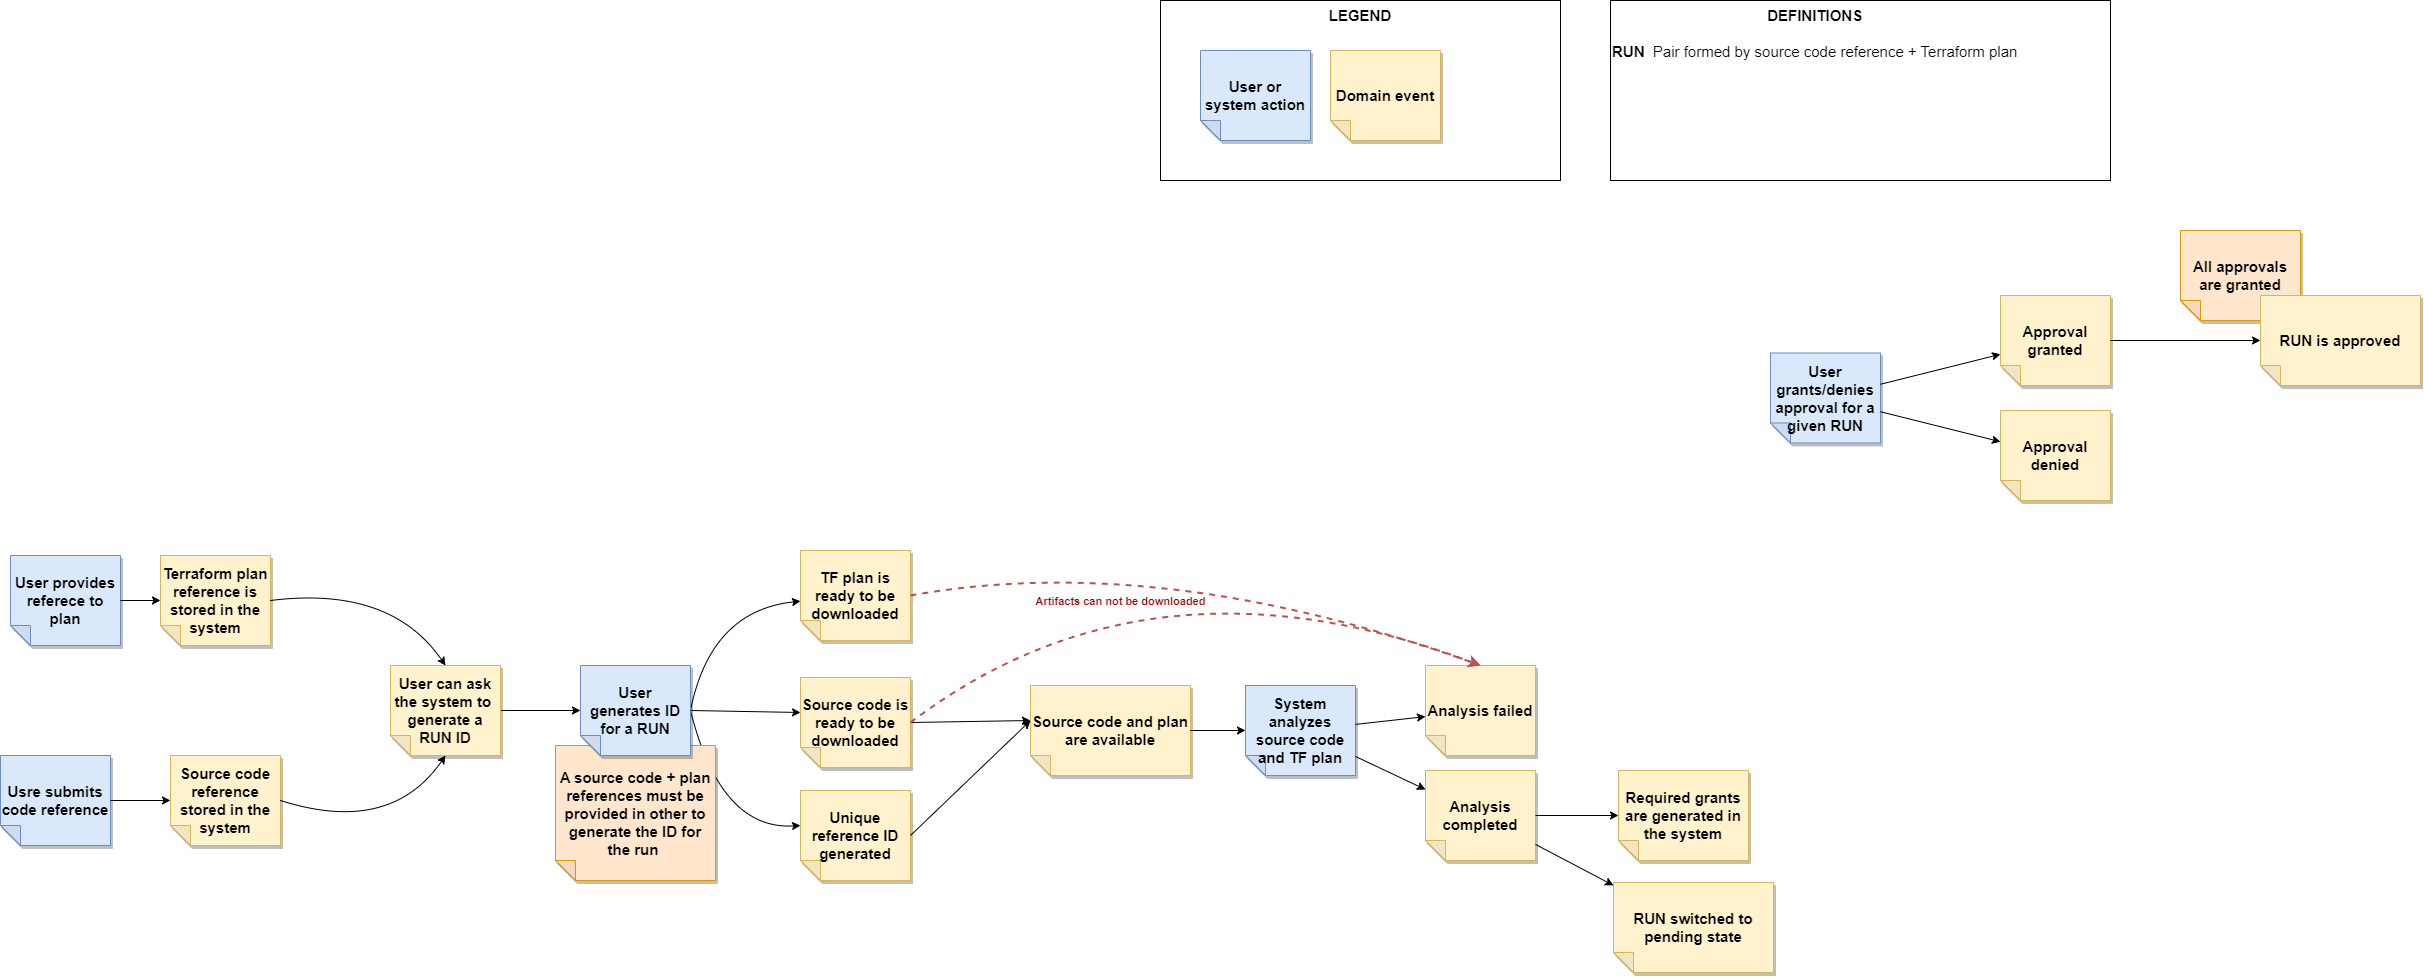 LEGEND
User or
system action
Domain event
DEFINITIONS
RUN Pair formed by source code reference + Terraform plan
All approvals
are granted
Approval
granted
RUN is approved
User
grants/denies
approval for a
given RUN
Approval
denied
User provides
referece to
plan
Terraform plan
reference is
stored in the
system
Usre submits
code reference
Source code
reference
stored in the
system
User can ask
the system to
generate a
RUN ID
User
generates ID
for a RUN
A source code + plan
references must be
provided in other to
generate the ID for
the run
TF plan is
ready to be
downloaded
Source code is
ready to be
downloaded
Unique
reference ID
generated
Artifacts can not be downloaded
Source code and plan
are available
System
analyzes
source code
and TF plan
Analysis failed
Analysis
completed
Required grants
are generated in
the system
RUN switched to
pending state